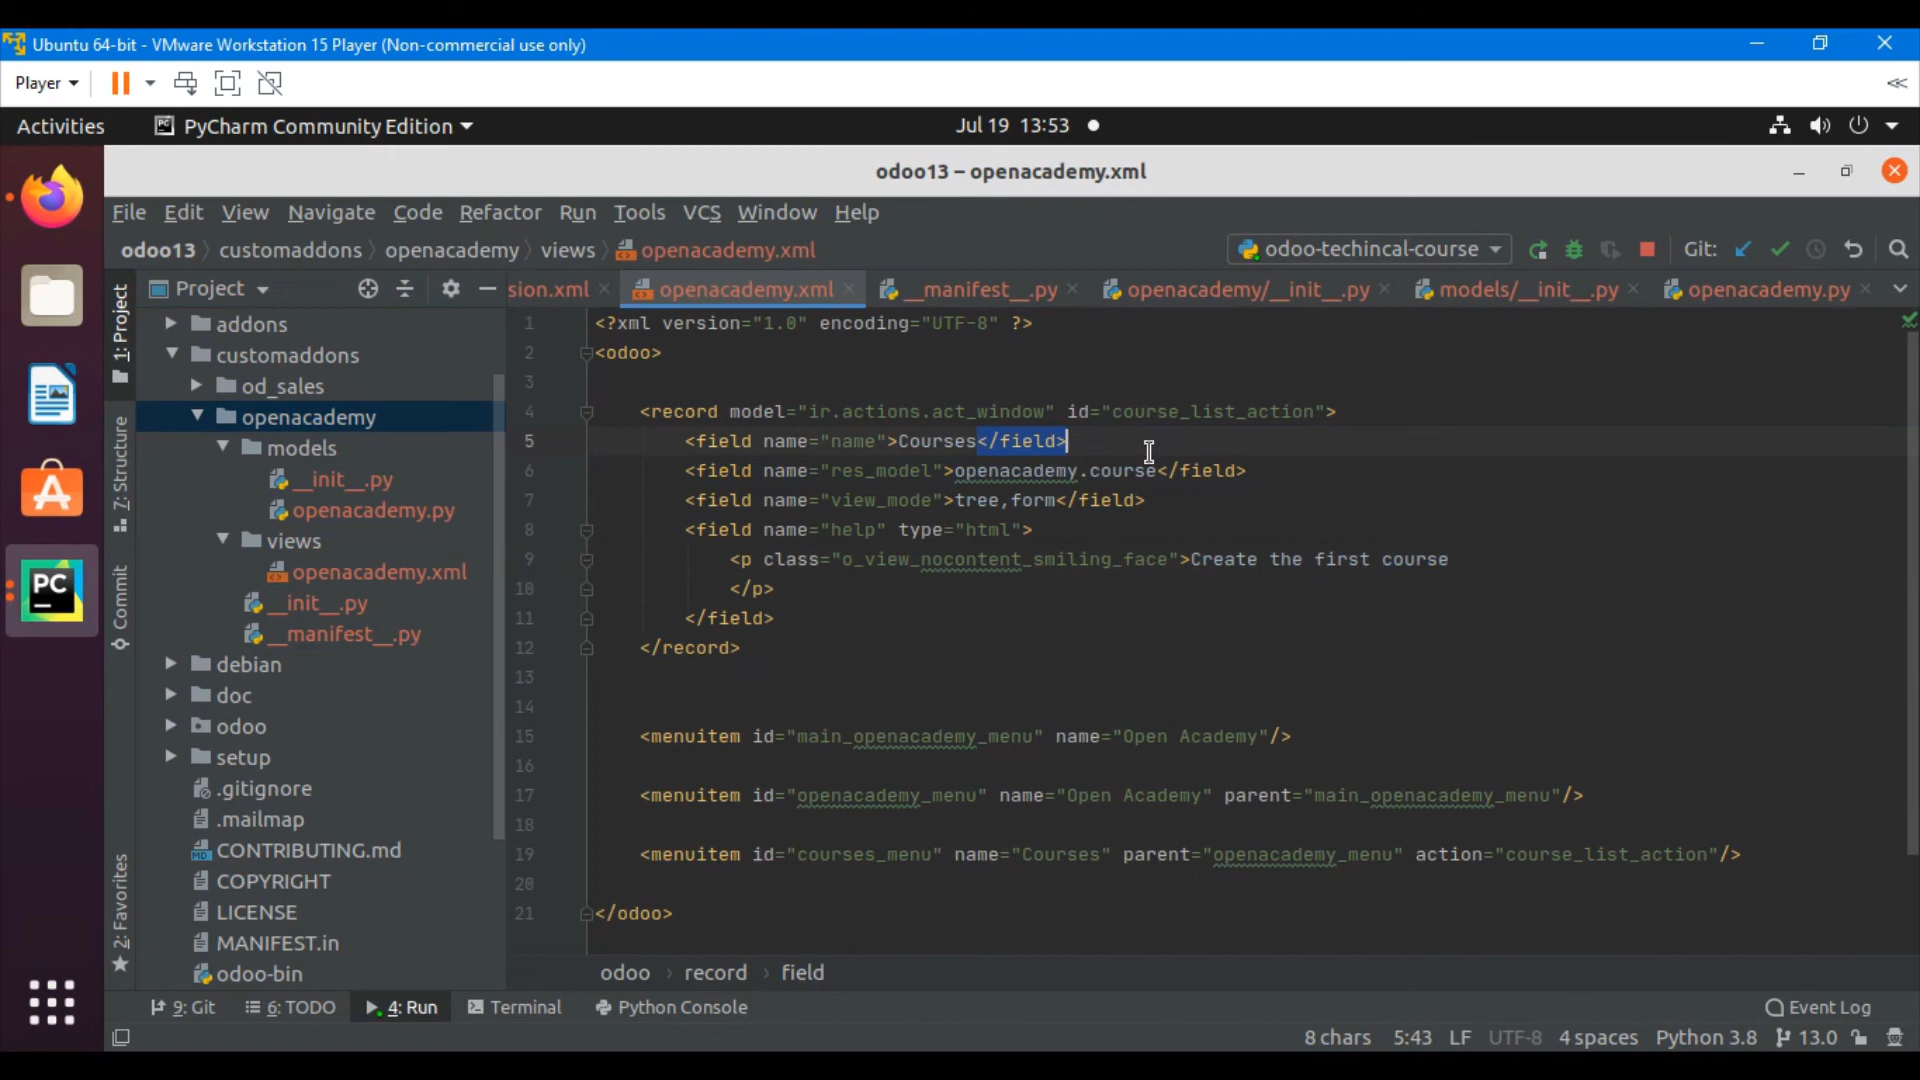 Ubuntu 64-bit - VMware Workstation 15 Player (Non-commercial use only)
Player
Activities PyCharm Community Edition Jul 19 13:53
odoo13 – openacademy.xml
File Edit View Navigate Code Refactor Run Tools VCS Window Help
odoo13 customaddons openacademy views openacademy.xml odoo-techincal-course Git:
Project sion.xml openacademy.xml __manifest__.py openacademy/__init__.py models/__init__.py openacademy.py
1: Project
7: Structure
Commit
2: Favorites
addons
customaddons
od_sales
openacademy
models
__init__.py
openacademy.py
views
openacademy.xml
__init__.py
__manifest__.py
debian
doc
odoo
setup
.gitignore
.mailmap
CONTRIBUTING.md
COPYRIGHT
LICENSE
MANIFEST.in
odoo-bin
1 <?xml version="1.0" encoding="UTF-8" ?>
2 <odoo>
3
4 <record model="ir.actions.act_window" id="course_list_action">
5 <field name="name">Courses</field>
6 <field name="res_model">openacademy.course</field>
7 <field name="view_mode">tree,form</field>
8 <field name="help" type="html">
9 <p class="o_view_nocontent_smiling_face">Create the first course
10 </p>
11 </field>
12 </record>
13
14
15 <menuitem id="main_openacademy_menu" name="Open Academy"/>
16
17 <menuitem id="openacademy_menu" name="Open Academy" parent="main_openacademy_menu"/>
18
19 <menuitem id="courses_menu" name="Courses" parent="openacademy_menu" action="course_list_action"/>
20
21 </odoo>
odoo record field
9: Git 6: TODO 4: Run Terminal Python Console Event Log
8 chars 5:43 LF UTF-8 4 spaces Python 3.8 13.0